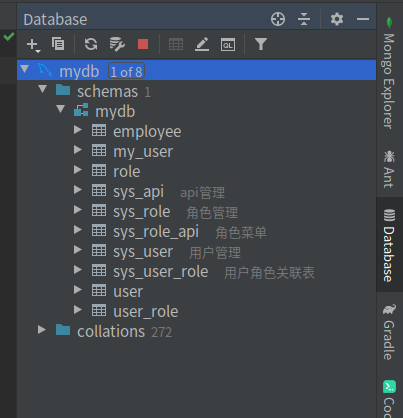 Database
QL
mydb 1 of 8
schemas 1
mydb
employee
my_user
role
sys_api api管理
sys_role 角色管理
sys_role_api 角色菜单
sys_user 用户管理
sys_user_role 用户角色关联表
user
user_role
collations 272
Mongo Explorer
Ant
Database
Gradle